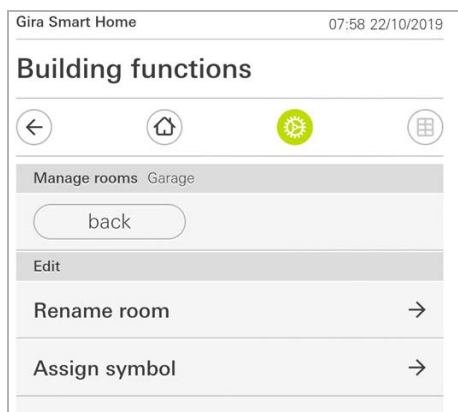 Gira Smart Home 07:58 22/10/2019
Building functions
Manage rooms Garage
back
Edit
Rename room
Assign symbol